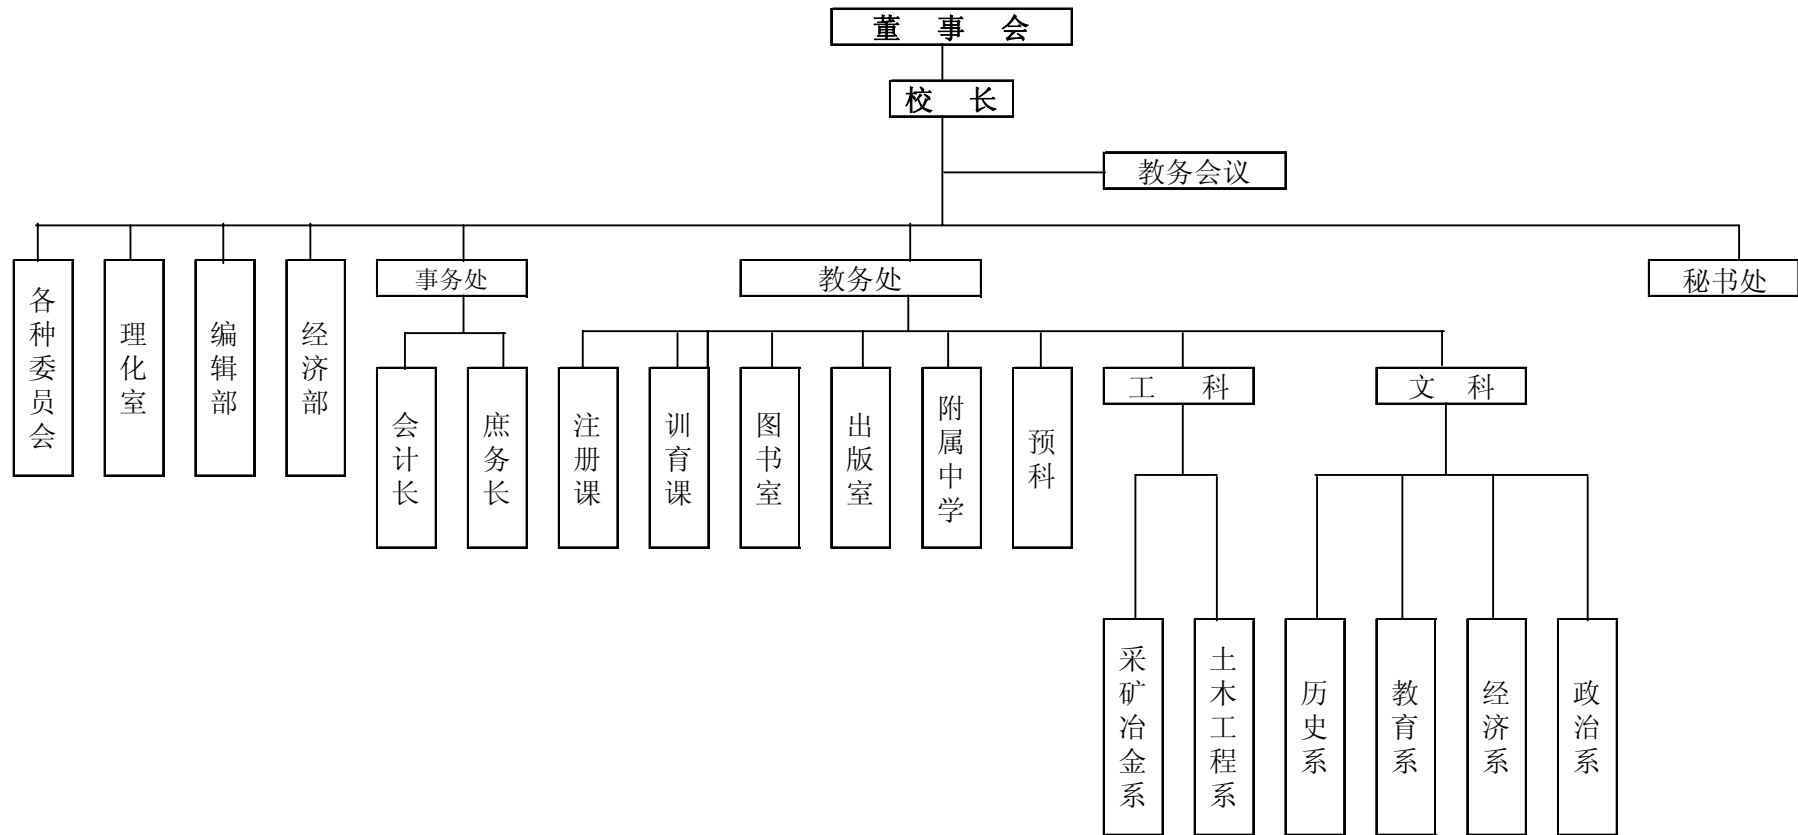 董 事 会
校 长
教务会议
各种委员会
理化室
编辑部
经济部
事务处
教务处
秘书处
会计长
庶务长
注册课
训育课
图书室
出版室
附属中学
预科
工 科
文 科
采矿冶金系
土木工程系
历史系
教育系
经济系
政治系